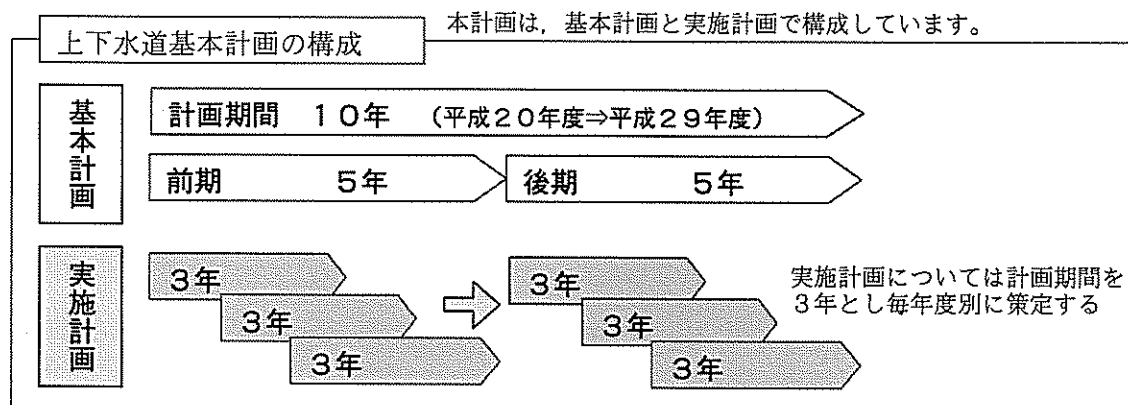 本計画は，基本計画と実施計画で構成しています。
上下水道基本計画の構成
基本計画
計画期間　１０年　（平成２０年度⇒平成２９年度）
前期　５年
後期　５年
実施計画
３年
３年
３年
３年
３年
３年
実施計画については計画期間を
３年とし毎年度別に策定する